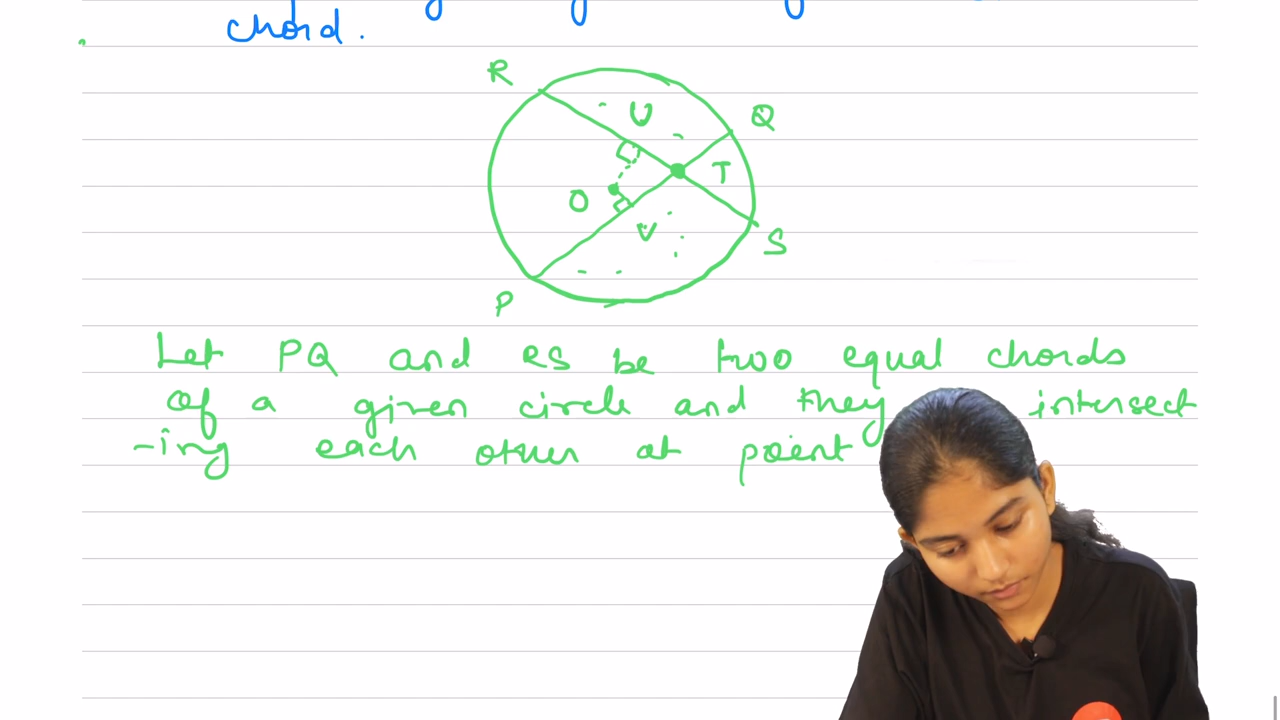 chord.
R
U
Q
T
O
V
S
P
Let PQ and RS be two equal chords
of a given circle and they intersect
-ing each other at point